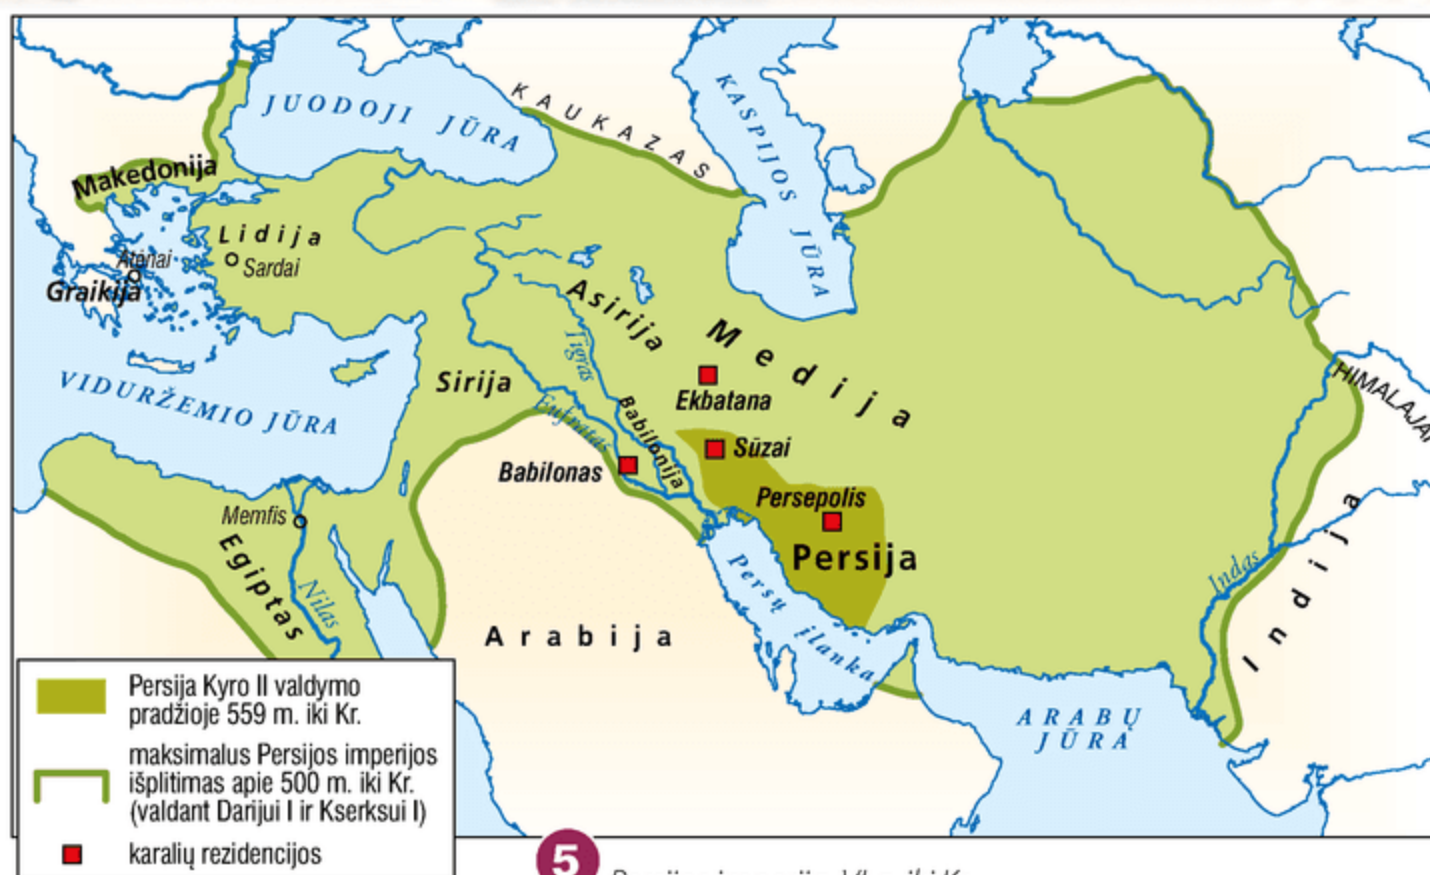 JUODOJI JŪRA
KAUKAZAS
KASPIJOS JŪRA
Makedonija
Lidija
Sardai
Atėnai
Graikija
Asirija
Medija
Tigras
Sirija
Ekbatana
VIDURŽEMIO JŪRA
Eufratas
Babilonija
HIMALAJAI
Sūzai
Babilonas
Persepolis
Memfis
Persija
Egiptas
Nilas
Persų ilanka
Indas
Indija
Arabija
ARABŲ
JŪRA
Persija Kyro II valdymo
pradžioje 559 m. iki Kr.
maksimalus Persijos imperijos
išplitimas apie 500 m. iki Kr.
(valdant Darijui I ir Kserksui I)
karalių rezidencijos
5